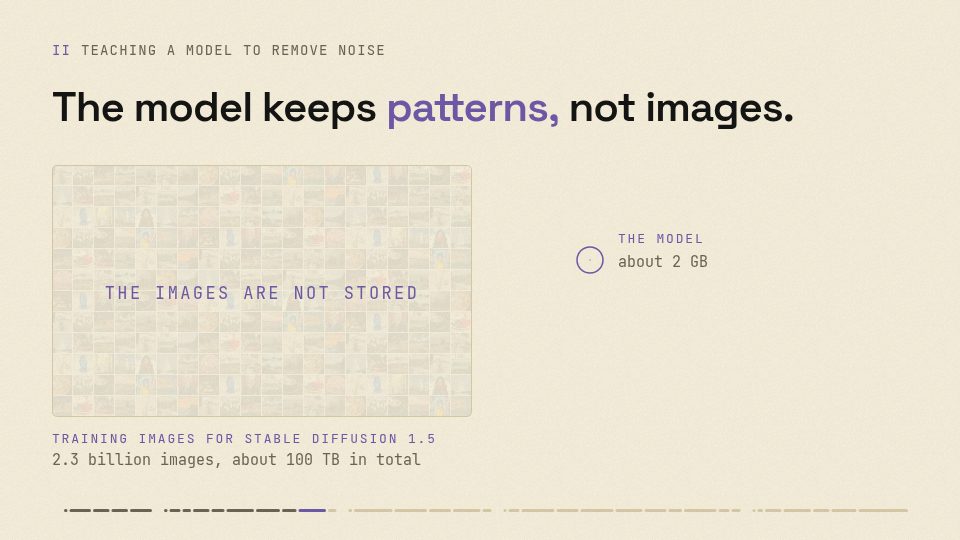 II TEACHING A MODEL TO REMOVE NOISE
The model keeps patterns, not images.
THE IMAGES ARE NOT STORED
THE MODEL
about 2 GB
TRAINING IMAGES FOR STABLE DIFFUSION 1.5
2.3 billion images, about 100 TB in total